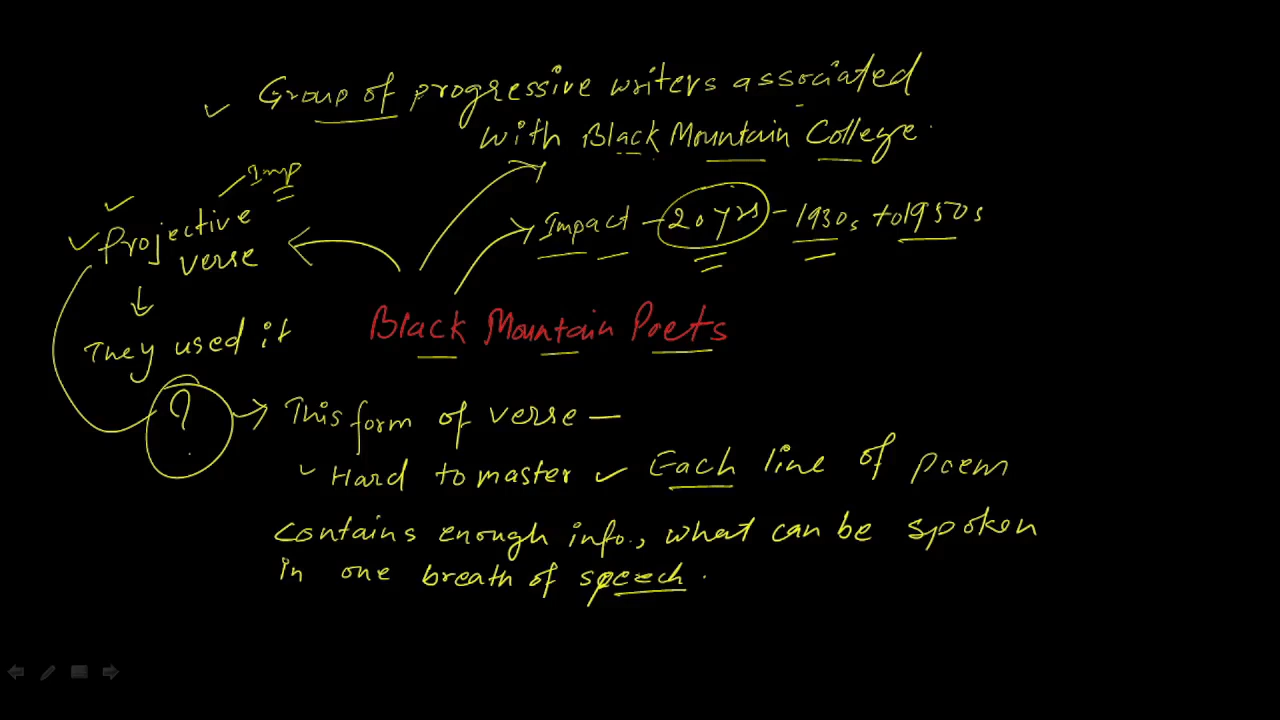 Group of progressive writers associated
with Black Mountain College.
Imp
Projective
verse
Impact - 20 yrs - 1930s to 1950s
They used it
Black Mountain Poets
?
This form of verse —
Hard to master Each line of poem
contains enough info., what can be spoken
in one breath of speech.